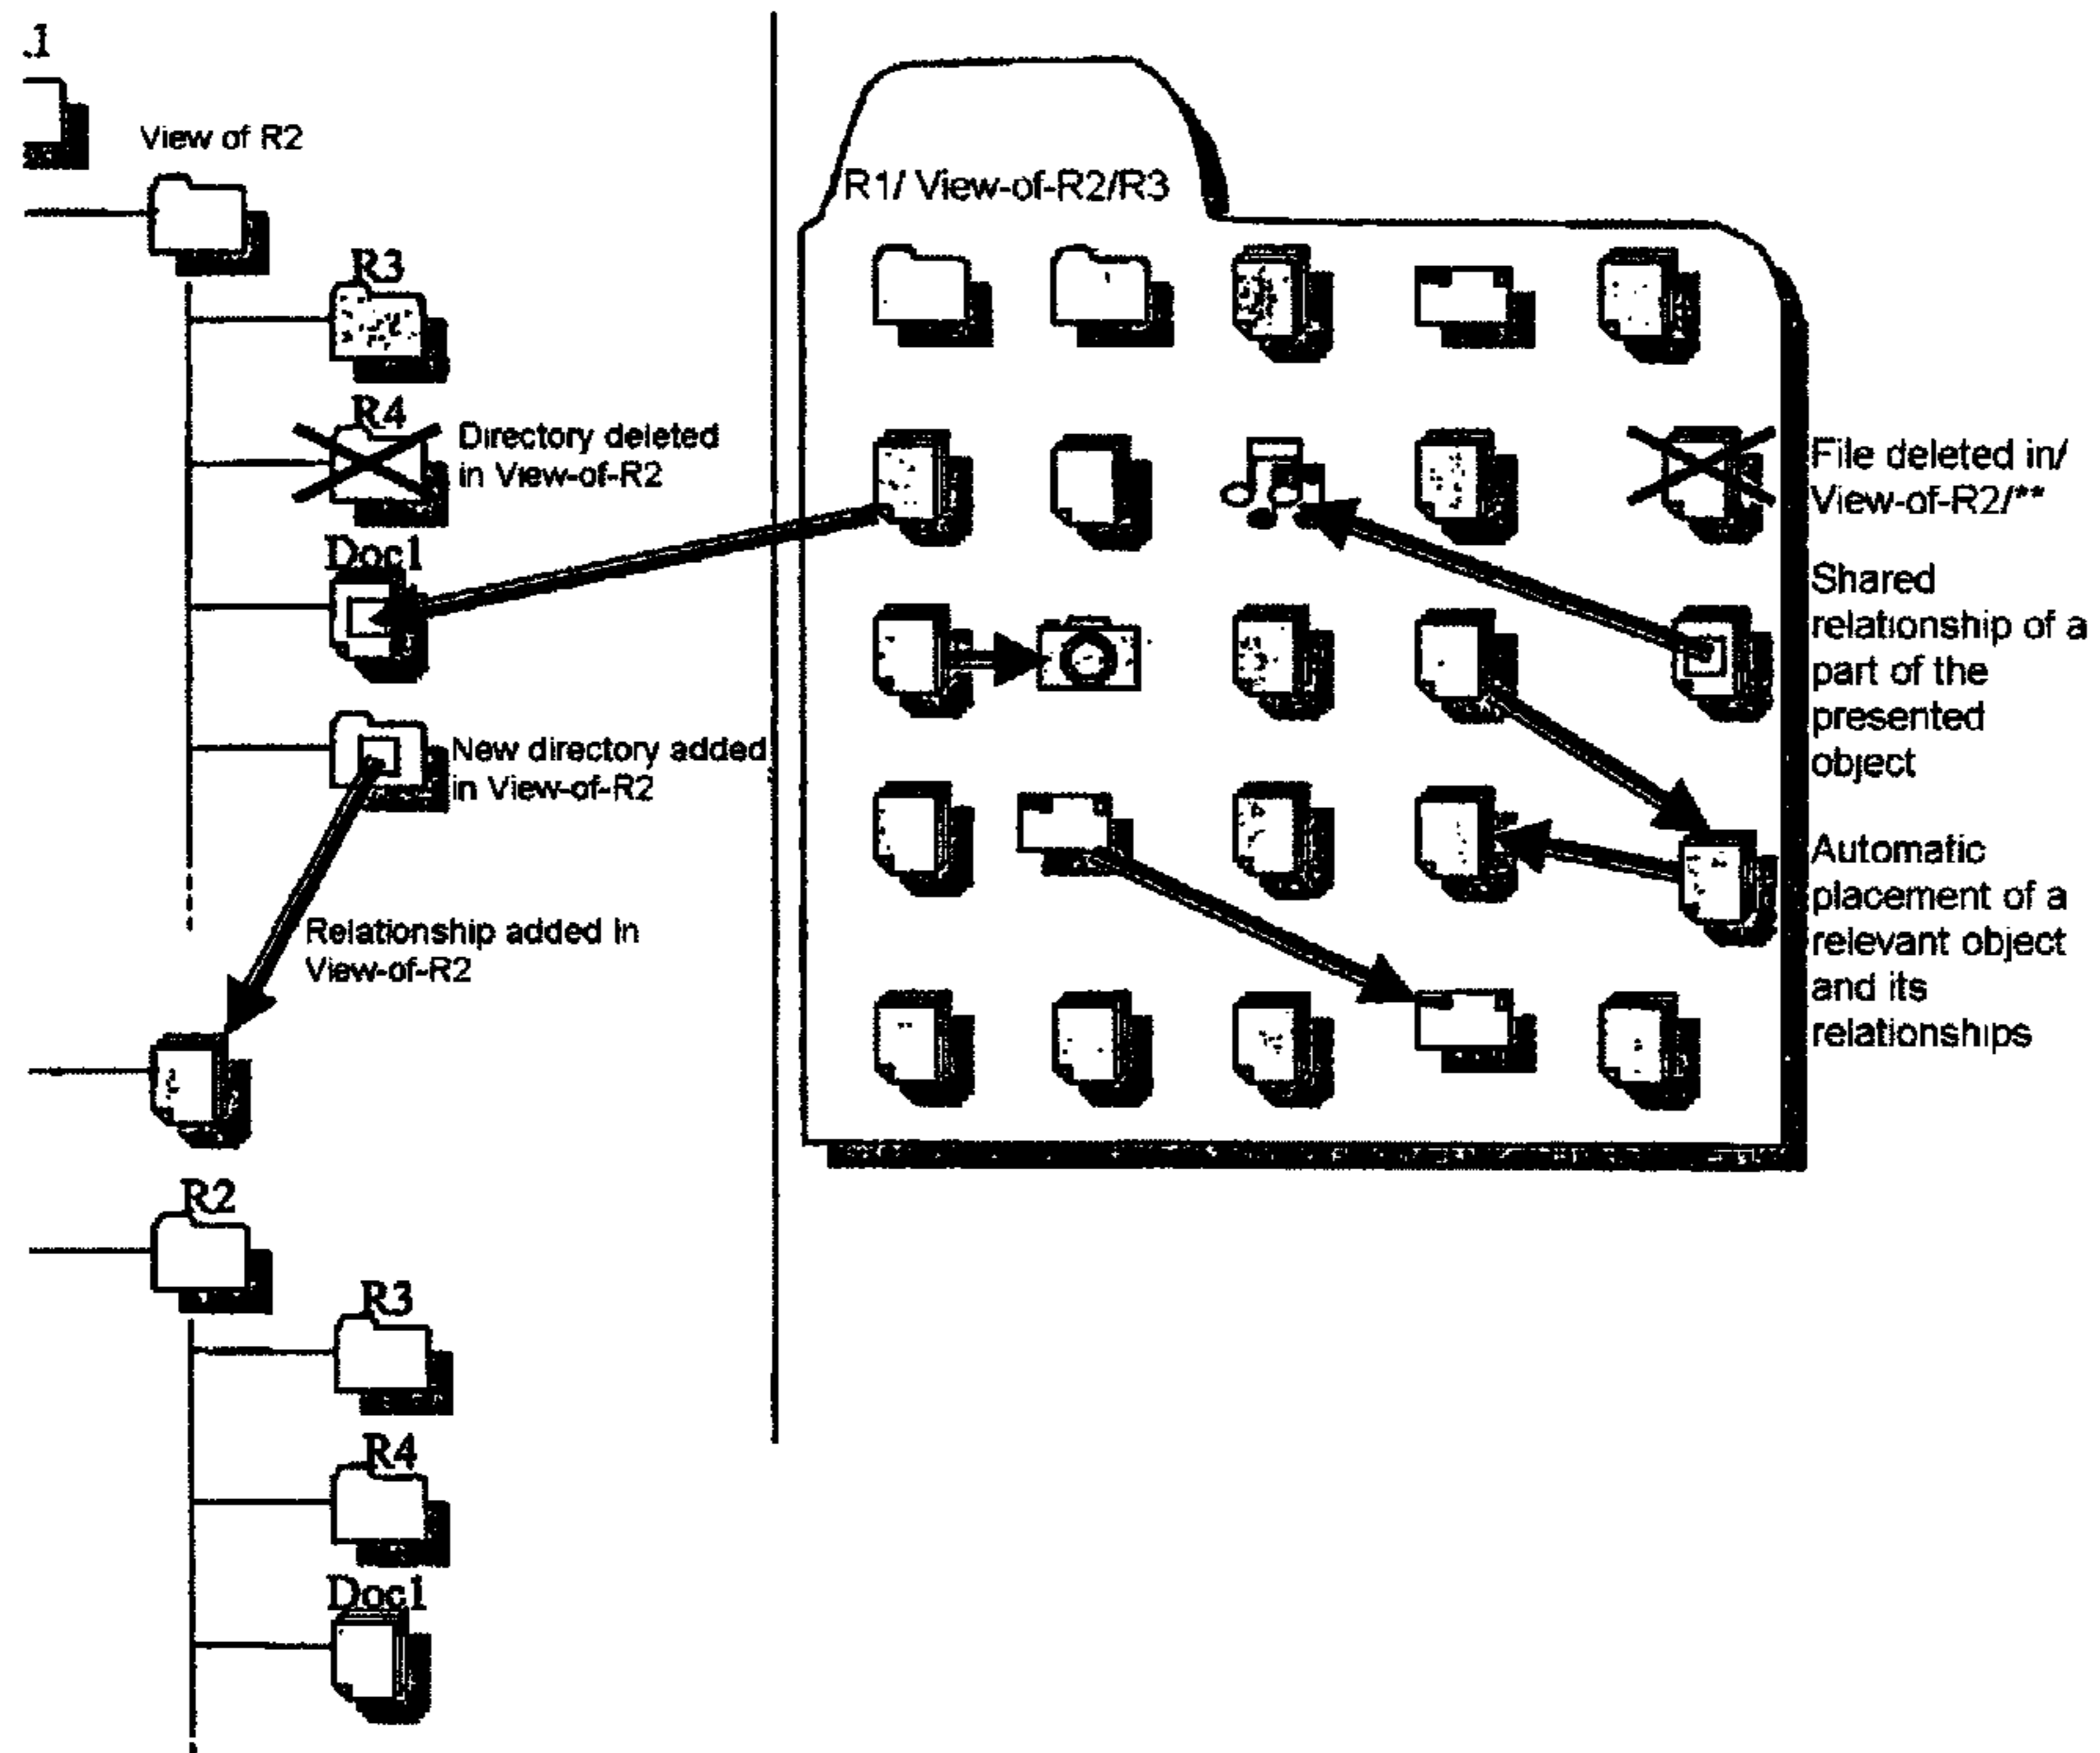 .1
View of R2
R3
R4
Directory deleted
in View-of-R2
Doc1
New directory added
in View-of-R2
Relationship added in
View-of-R2
R2
R3
R4
Doc1
R1/ View-of-R2/R3
File deleted in/
View-of-R2/**
Shared
relationship of a
part of the
presented
object
Automatic
placement of a
relevant object
and its
relationships